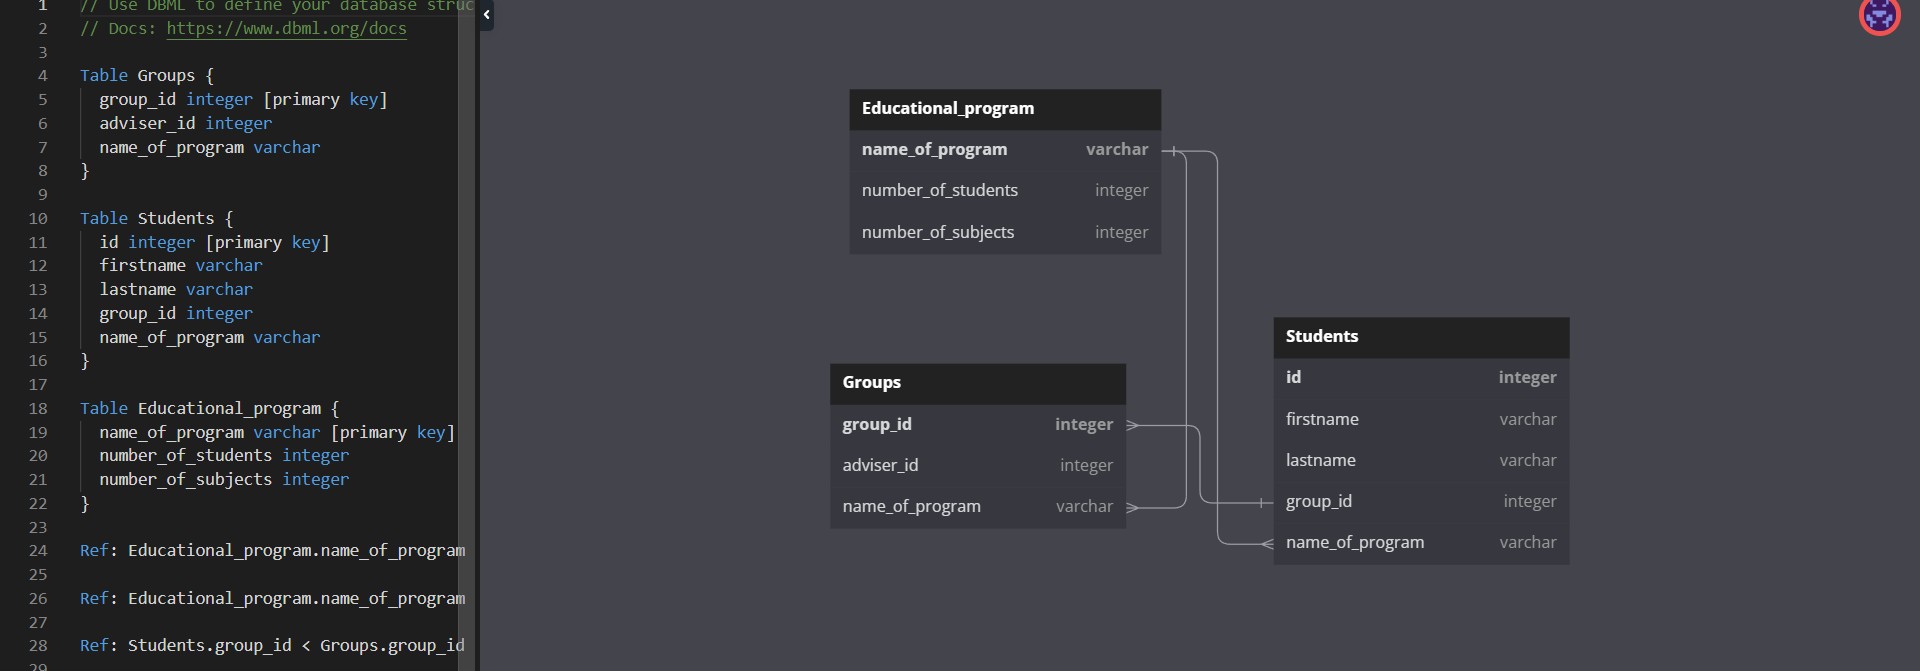 1 // Use DBML to define your database struc
2 // Docs: https://www.dbml.org/docs
3
4 Table Groups {
5 group_id integer [primary key]
6 adviser_id integer
7 name_of_program varchar
8 }
9
10 Table Students {
11 id integer [primary key]
12 firstname varchar
13 lastname varchar
14 group_id integer
15 name_of_program varchar
16 }
17
18 Table Educational_program {
19 name_of_program varchar [primary key]
20 number_of_students integer
21 number_of_subjects integer
22 }
23
24 Ref: Educational_program.name_of_program
25
26 Ref: Educational_program.name_of_program
27
28 Ref: Students.group_id < Groups.group_id
29
Educational_program
name_of_program varchar
number_of_students integer
number_of_subjects integer
Groups
group_id integer
adviser_id integer
name_of_program varchar
Students
id integer
firstname varchar
lastname varchar
group_id integer
name_of_program varchar